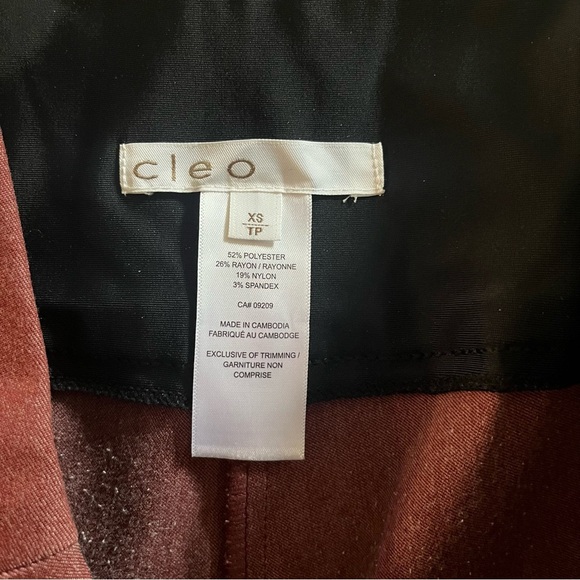 cleo
XS
TP
52% POLYESTER
26% RAYON / RAYONNE
19% NYLON
3% SPANDEX
CA# 09209
MADE IN CAMBODIA
FABRIQUÉ AU CAMBODGE
EXCLUSIVE OF TRIMMING /
GARNITURE NON
COMPRISE